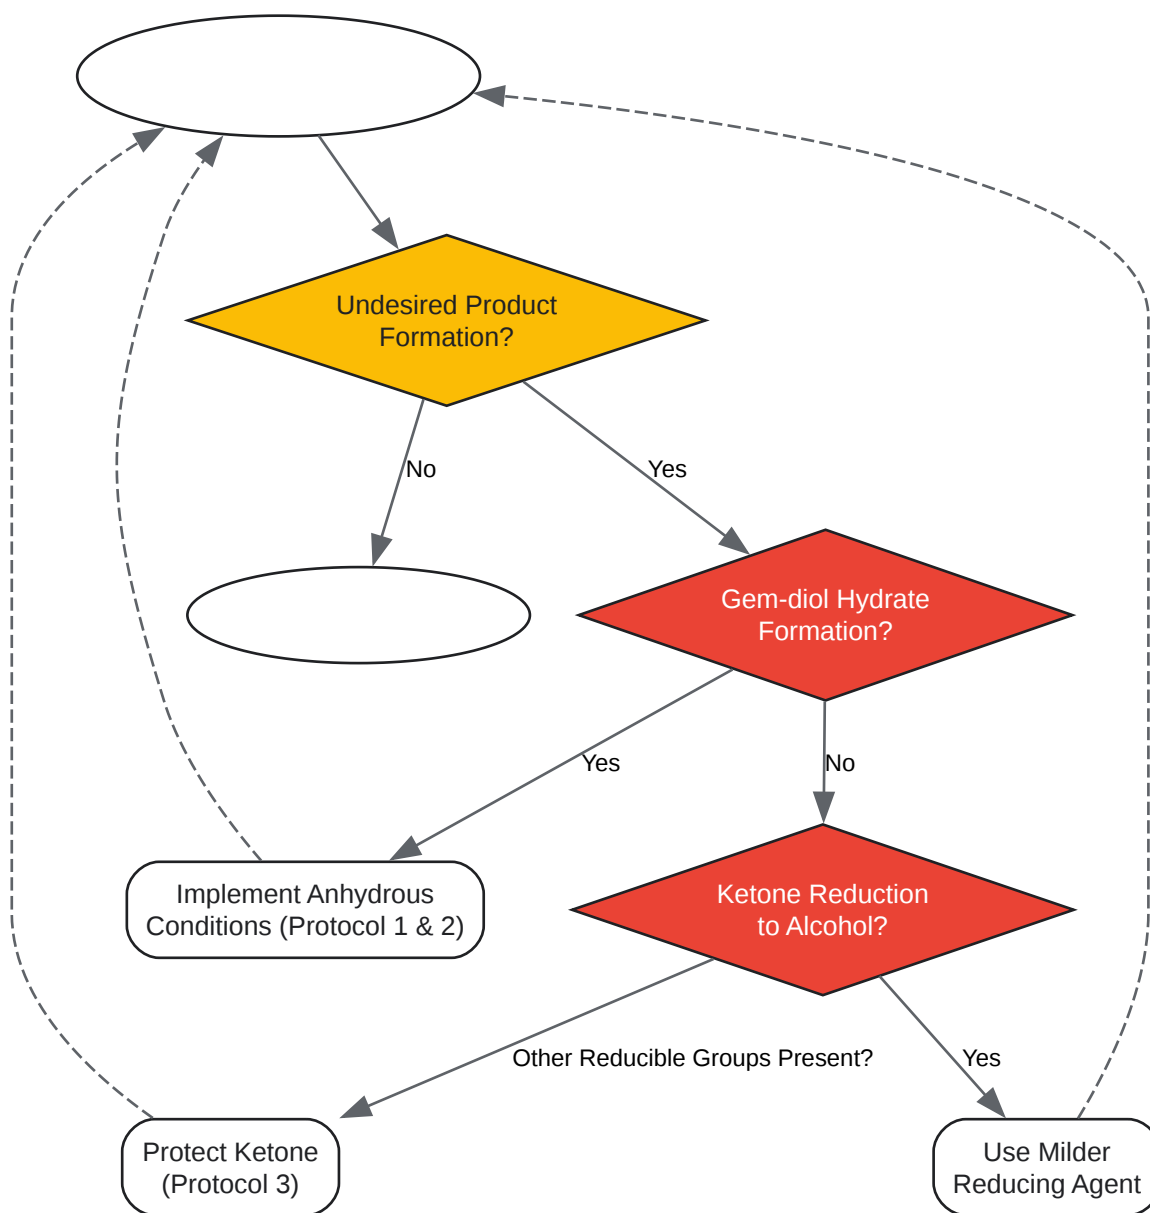 Undesired Product
Formation?
No
Yes
Gem-diol Hydrate
Formation?
Yes
No
Implement Anhydrous
Conditions (Protocol 1 & 2)
Ketone Reduction
to Alcohol?
Other Reducible Groups Present?
Yes
Protect Ketone
(Protocol 3)
Use Milder
Reducing Agent